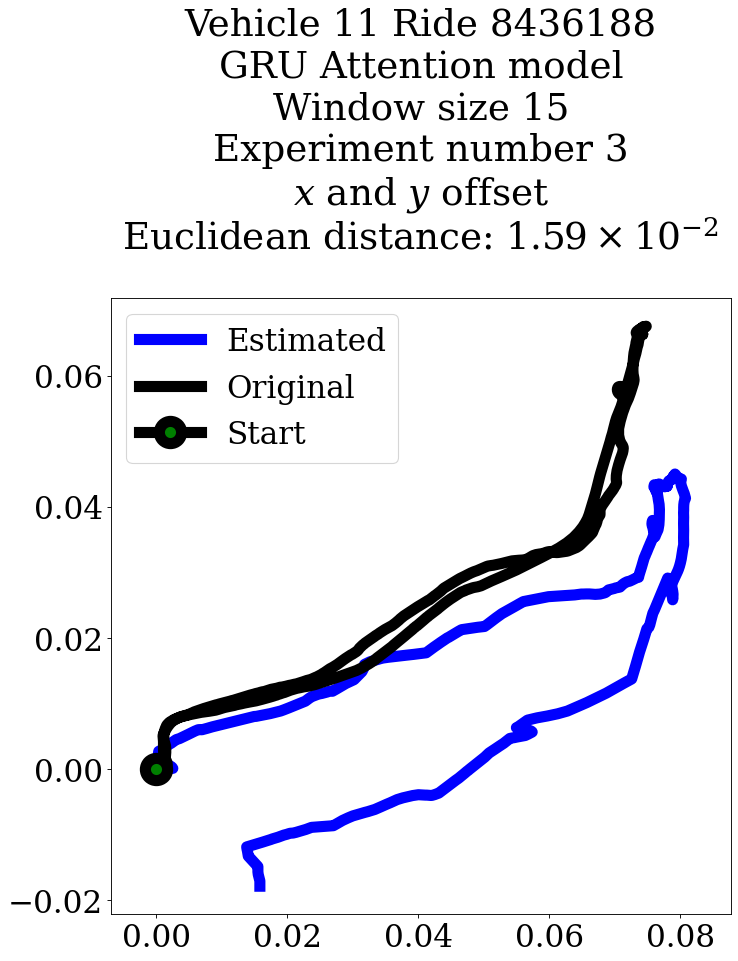 Vehicle 11 Ride 8436188
GRU Attention model
Window size 15
Experiment number 3
x and y offset
Euclidean distance: 1.59 × 10⁻²
Estimated
Original
Start
0.06
0.04
0.02
0.00
−0.02
0.00 0.02 0.04 0.06 0.08